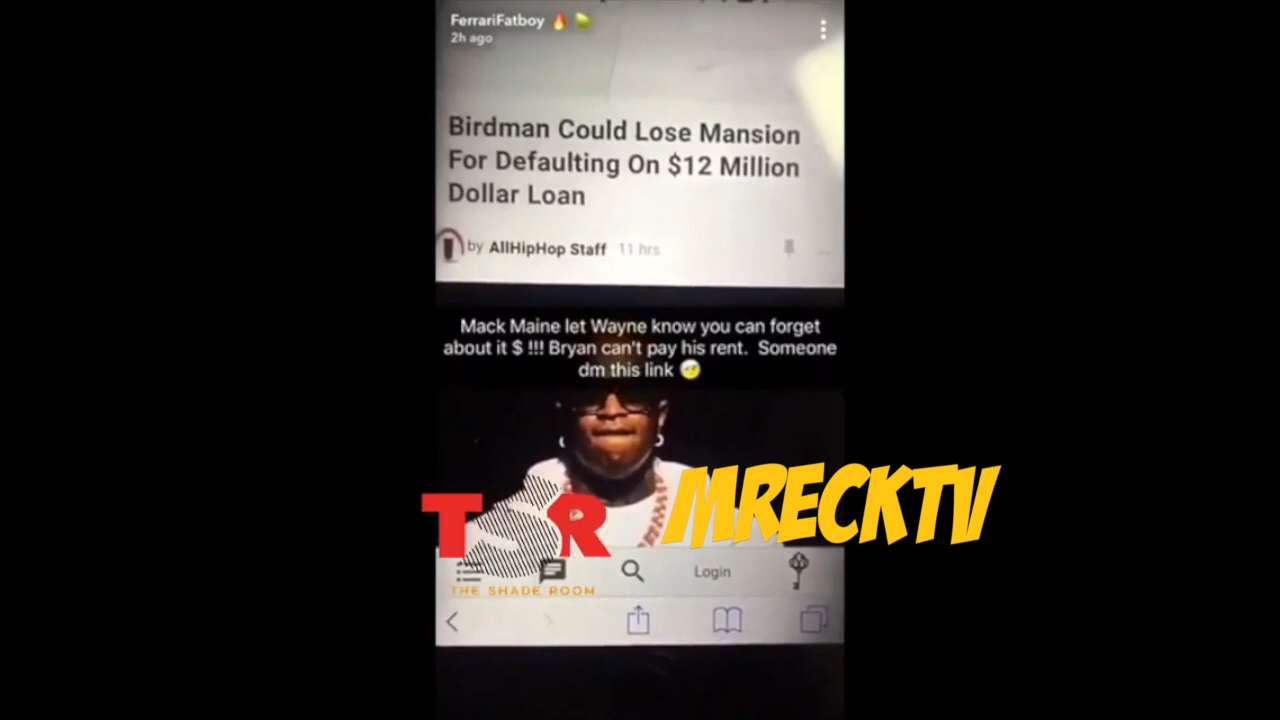 FerrariFatboy 🔥 🍃
2h ago
Birdman Could Lose Mansion
For Defaulting On $12 Million
Dollar Loan
by AllHipHop Staff 11 hrs
Mack Maine let Wayne know you can forget
about it $ !!! Bryan can't pay his rent. Someone
dm this link 🤕
TSR
MRECKTV
Login
THE SHADE ROOM